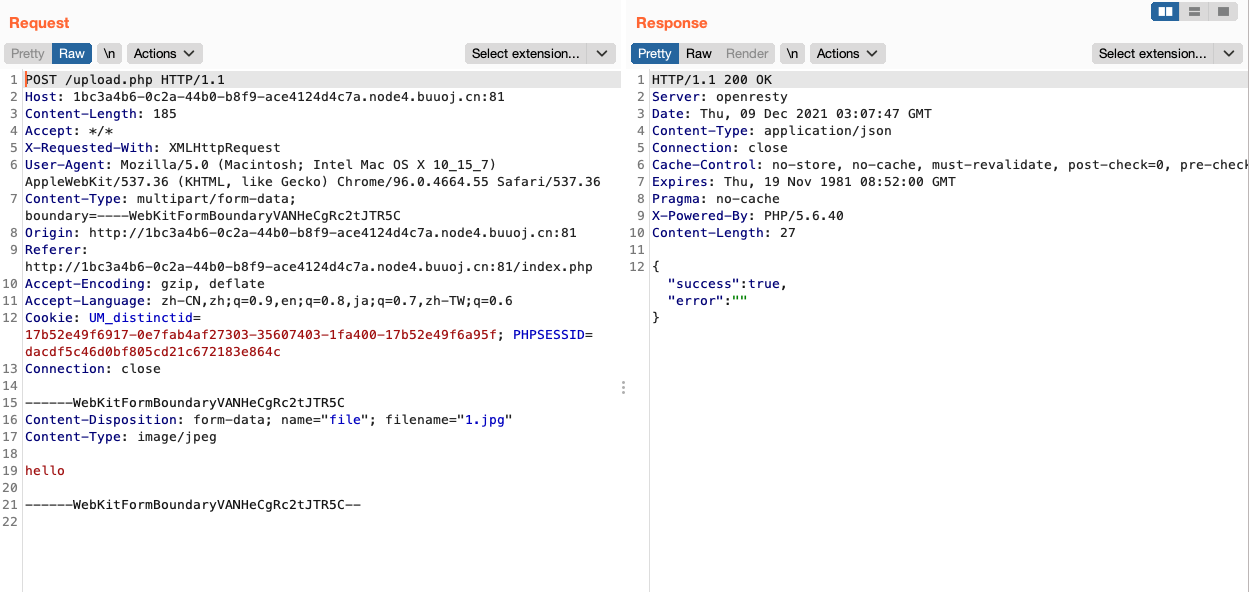 Request
Pretty Raw \n Actions Select extension...
1 POST /upload.php HTTP/1.1
2 Host: 1bc3a4b6-0c2a-44b0-b8f9-ace4124d4c7a.node4.buuoj.cn:81
3 Content-Length: 185
4 Accept: */*
5 X-Requested-With: XMLHttpRequest
6 User-Agent: Mozilla/5.0 (Macintosh; Intel Mac OS X 10_15_7)
AppleWebKit/537.36 (KHTML, like Gecko) Chrome/96.0.4664.55 Safari/537.36
7 Content-Type: multipart/form-data;
boundary=----WebKitFormBoundaryVANHeCgRc2tJTR5C
8 Origin: http://1bc3a4b6-0c2a-44b0-b8f9-ace4124d4c7a.node4.buuoj.cn:81
9 Referer:
http://1bc3a4b6-0c2a-44b0-b8f9-ace4124d4c7a.node4.buuoj.cn:81/index.php
10 Accept-Encoding: gzip, deflate
11 Accept-Language: zh-CN,zh;q=0.9,en;q=0.8,ja;q=0.7,zh-TW;q=0.6
12 Cookie: UM_distinctid=
17b52e49f6917-0e7fab4af27303-35607403-1fa400-17b52e49f6a95f; PHPSESSID=
dacdf5c46d0bf805cd21c672183e864c
13 Connection: close
14
15 ------WebKitFormBoundaryVANHeCgRc2tJTR5C
16 Content-Disposition: form-data; name="file"; filename="1.jpg"
17 Content-Type: image/jpeg
18
19 hello
20
21 ------WebKitFormBoundaryVANHeCgRc2tJTR5C--
22
Response
Pretty Raw Render \n Actions Select extension...
1 HTTP/1.1 200 OK
2 Server: openresty
3 Date: Thu, 09 Dec 2021 03:07:47 GMT
4 Content-Type: application/json
5 Connection: close
6 Cache-Control: no-store, no-cache, must-revalidate, post-check=0, pre-check
7 Expires: Thu, 19 Nov 1981 08:52:00 GMT
8 Pragma: no-cache
9 X-Powered-By: PHP/5.6.40
10 Content-Length: 27
11
12 {
"success":true,
"error":""
}